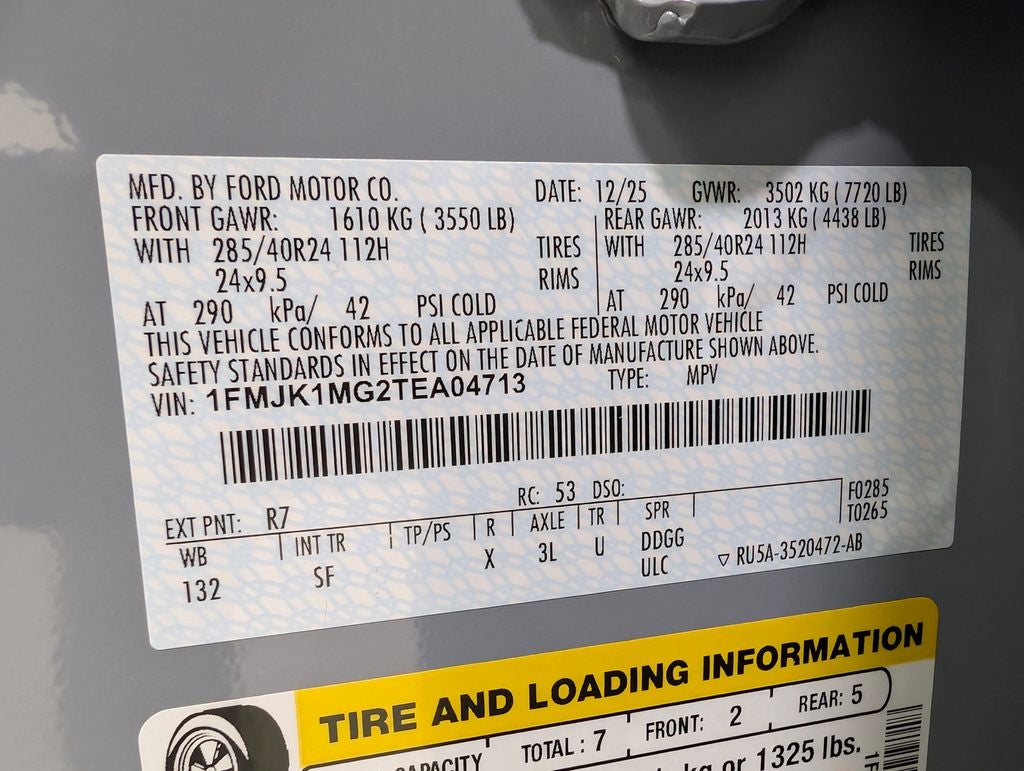 MFD. BY FORD MOTOR CO. DATE: 12/25 GVWR: 3502 KG ( 7720 LB)
FRONT GAWR: 1610 KG ( 3550 LB) REAR GAWR: 2013 KG ( 4438 LB)
WITH 285/40R24 112H TIRES WITH 285/40R24 112H TIRES
24x9.5 RIMS 24x9.5 RIMS
AT 290 kPa/ 42 PSI COLD AT 290 kPa/ 42 PSI COLD
THIS VEHICLE CONFORMS TO ALL APPLICABLE FEDERAL MOTOR VEHICLE
SAFETY STANDARDS IN EFFECT ON THE DATE OF MANUFACTURE SHOWN ABOVE.
VIN: 1FMJK1MG2TEA04713 TYPE: MPV
EXT PNT: R7 RC: 53 DSO: F0285
WB INT TR TP/PS R AXLE TR SPR T0265
132 SF X 3L U DDGG
ULC ▽ RU5A-3520472-AB
TIRE AND LOADING INFORMATION
CAPACITY TOTAL : 7 FRONT: 2 REAR: 5
kg or 1325 lbs.